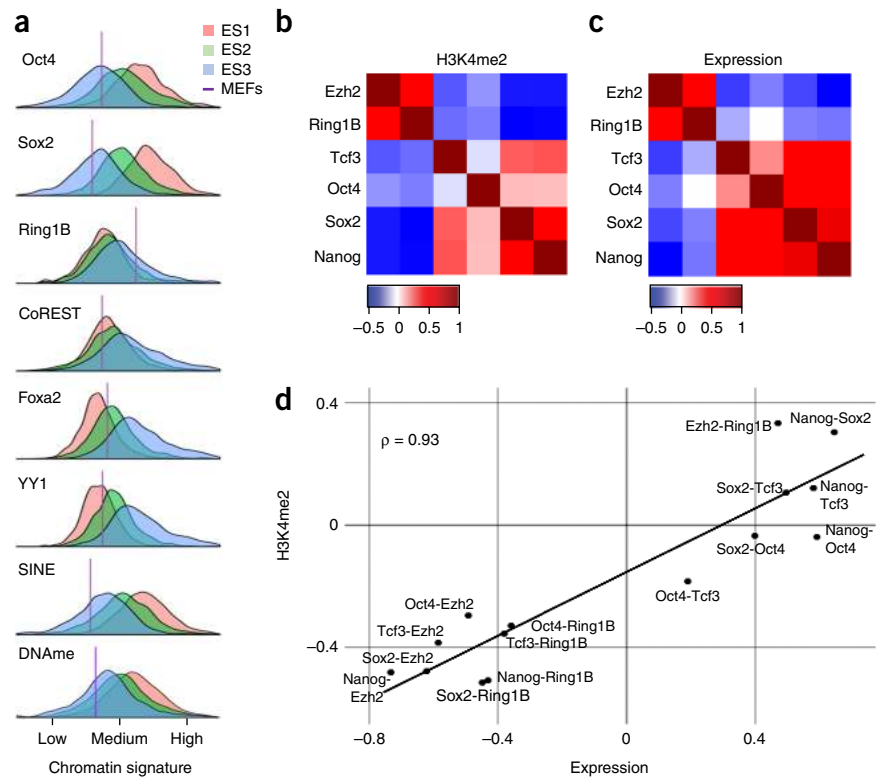 a
ES1
ES2
ES3
MEFs
Oct4
Sox2
Ring1B
CoREST
Foxa2
YY1
SINE
DNAme
Low Medium High
Chromatin signature
b
H3K4me2
Ezh2
Ring1B
Tcf3
Oct4
Sox2
Nanog
–0.5 0 0.5 1
c
Expression
Ezh2
Ring1B
Tcf3
Oct4
Sox2
Nanog
–0.5 0 0.5 1
d
0.4
0
–0.4
H3K4me2
ρ = 0.93
Ezh2-Ring1B
Nanog-Sox2
Sox2-Tcf3
Nanog-
Tcf3
Sox2-Oct4
Nanog-
Oct4
Oct4-Tcf3
Oct4-Ezh2
Oct4-Ring1B
Tcf3-Ezh2
Tcf3-Ring1B
Sox2-Ezh2
Nanog-
Ezh2
Nanog-Ring1B
Sox2-Ring1B
–0.8 –0.4 0 0.4
Expression